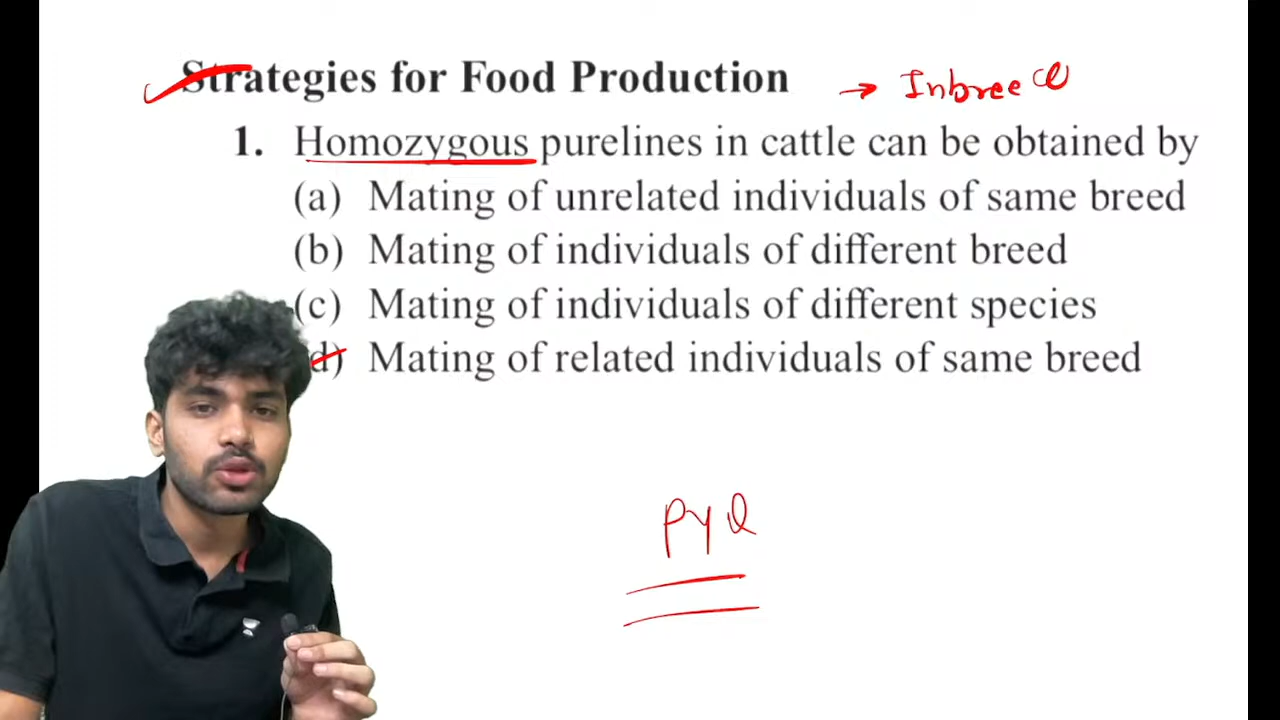 Strategies for Food Production
→ Inbreed
1. Homozygous purelines in cattle can be obtained by
(a) Mating of unrelated individuals of same breed
(b) Mating of individuals of different breed
(c) Mating of individuals of different species
(d) Mating of related individuals of same breed
PYQ